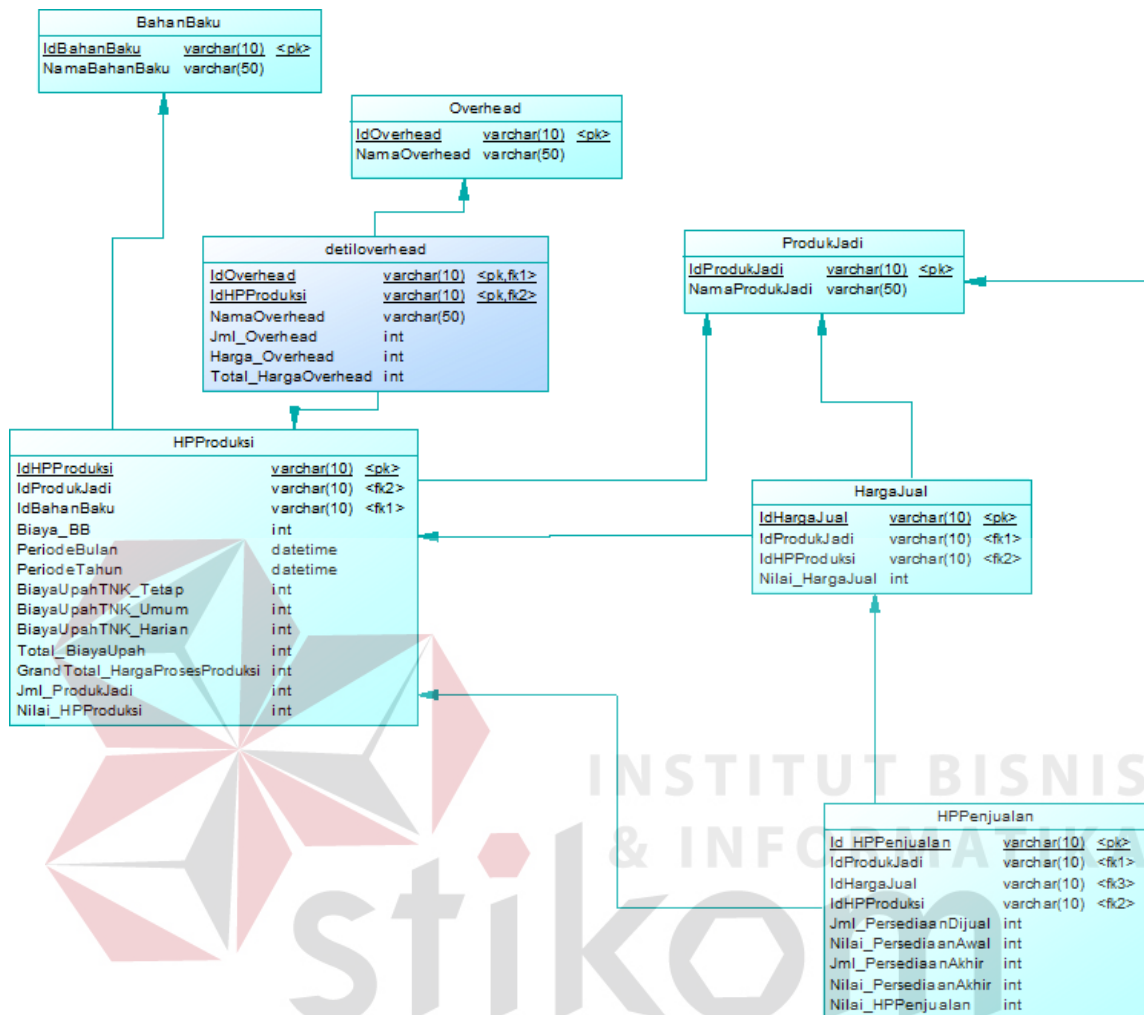 BahanBaku
IdBahanBaku varchar(10) <pk>
NamaBahanBaku varchar(50)
Overhead
IdOverhead varchar(10) <pk>
NamaOverhead varchar(50)
detiloverhead
IdOverhead varchar(10) <pk,fk1>
IdHPProduksi varchar(10) <pk,fk2>
NamaOverhead varchar(50)
Jml_Overhead int
Harga_Overhead int
Total_HargaOverhead int
ProdukJadi
IdProdukJadi varchar(10) <pk>
NamaProdukJadi varchar(50)
HPProduksi
IdHPProduksi varchar(10) <pk>
IdProdukJadi varchar(10) <fk2>
IdBahanBaku varchar(10) <fk1>
Biaya_BB int
PeriodeBulan datetime
PeriodeTahun datetime
BiayaUpahTNK_Tetap int
BiayaUpahTNK_Umum int
BiayaUpahTNK_Harian int
Total_BiayaUpah int
GrandTotal_HargaProsesProduksi int
Jml_ProdukJadi int
Nilai_HPProduksi int
HargaJual
IdHargaJual varchar(10) <pk>
IdProdukJadi varchar(10) <fk1>
IdHPProduksi varchar(10) <fk2>
Nilai_HargaJual int
INSTITUT BISNIS
& INFORMATIKA
stikom
HPPenjualan
Id_HPPenjualan varchar(10) <pk>
IdProdukJadi varchar(10) <fk1>
IdHargaJual varchar(10) <fk3>
IdHPProduksi varchar(10) <fk2>
Jml_PersediaanDijual int
Nilai_PersediaanAwal int
Jml_PersediaanAkhir int
Nilai_PersediaanAkhir int
Nilai_HPPenjualan int